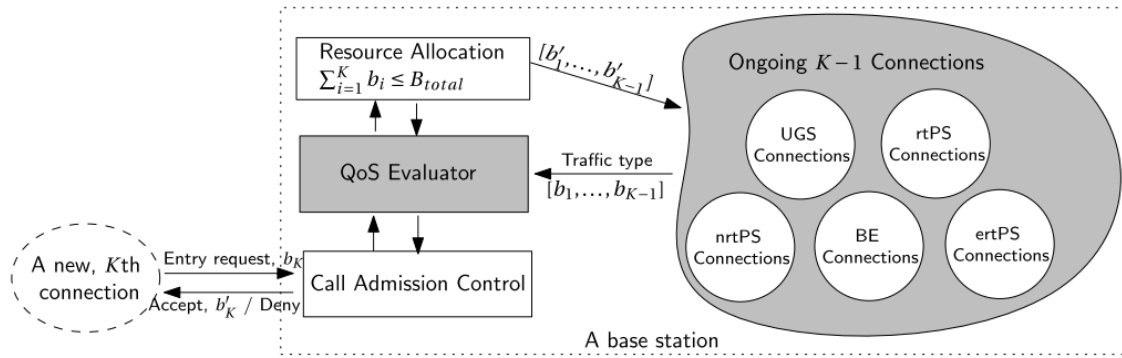 Resource Allocation
∑_{i=1}^{K} b_i ≤ B_{total}
[b′_1,…,b′_{K−1}]
Ongoing K−1 Connections
UGS
Connections
rtPS
Connections
QoS Evaluator
Traffic type
[b_1,…,b_{K−1}]
nrtPS
Connections
BE
Connections
ertPS
Connections
A new, Kth
connection
Entry request, b_K
Accept, b′_K / Deny
Call Admission Control
A base station